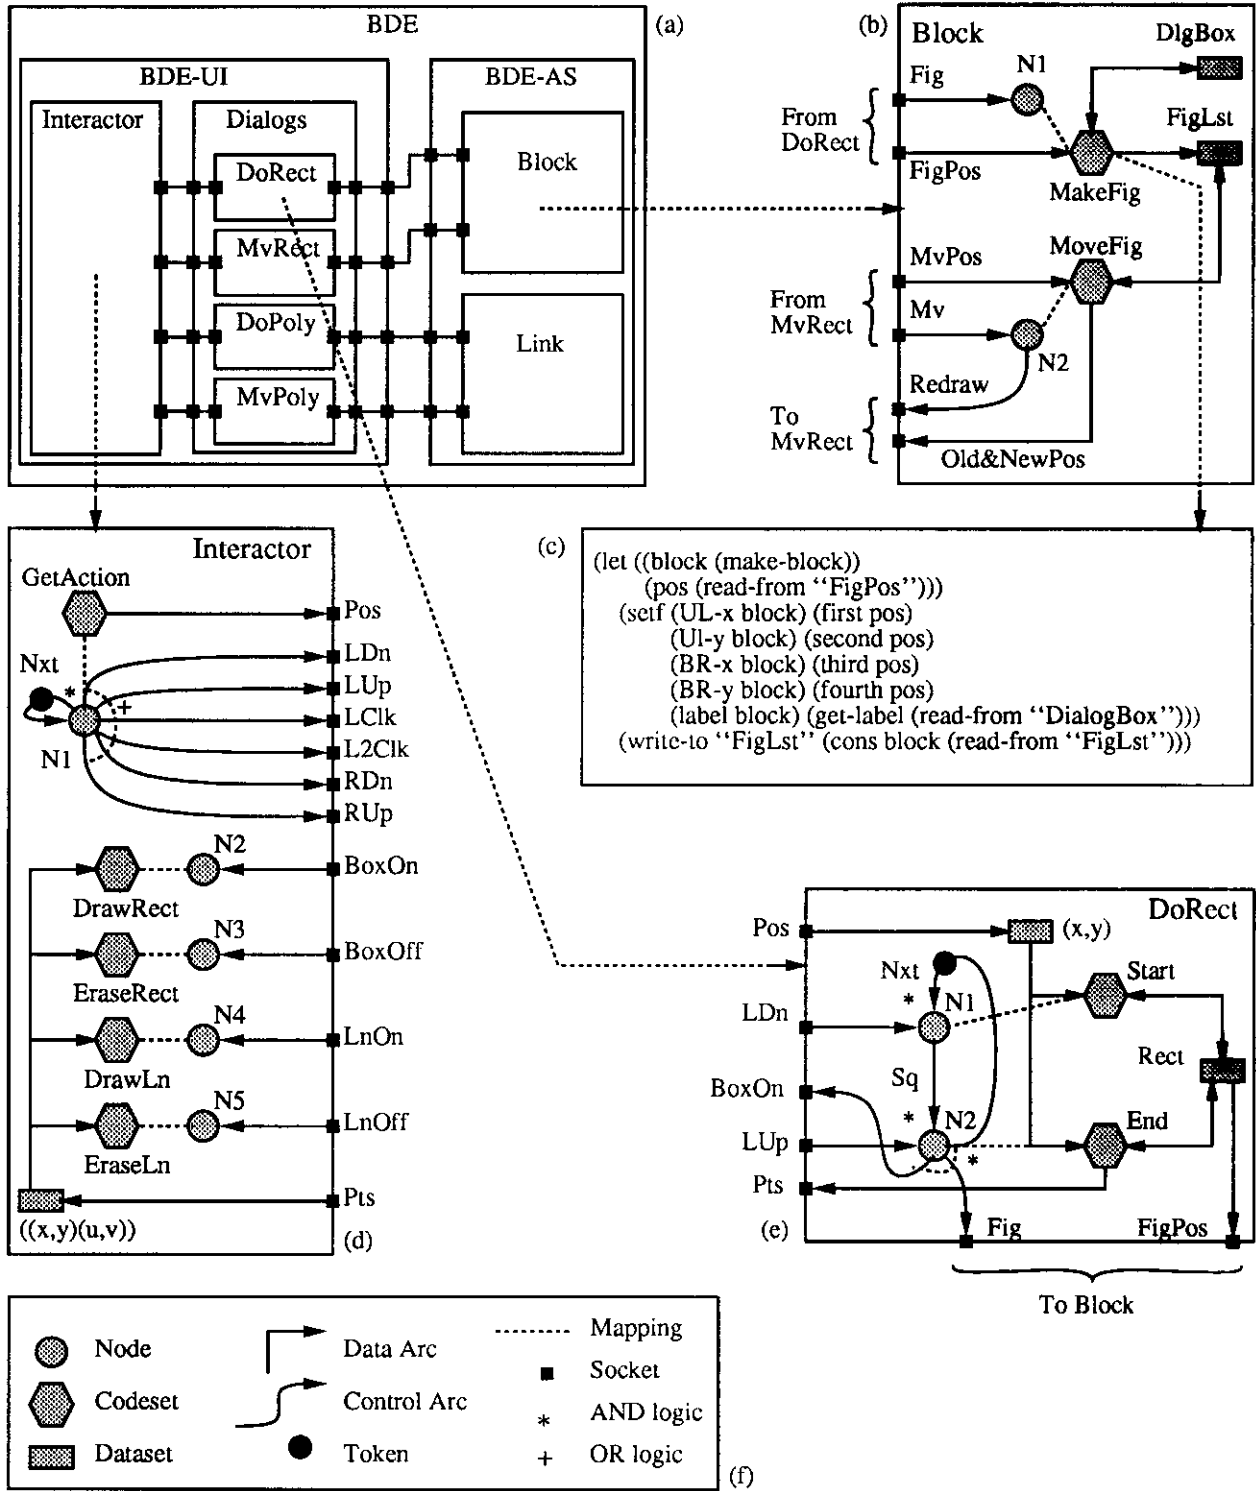 BDE
(a)
BDE-UI
BDE-AS
Interactor
Dialogs
DoRect
MvRect
DoPoly
MvPoly
Block
Link
(b)
Block
DlgBox
Fig
N1
From
DoRect
FigLst
FigPos
MakeFig
MvPos
MoveFig
From
MvRect
Mv
N2
Redraw
To
MvRect
Old&NewPos
(c)
(let ((block (make-block))
(pos (read-from “FigPos”)))
(setf (UL-x block) (first pos)
(Ul-y block) (second pos)
(BR-x block) (third pos)
(BR-y block) (fourth pos)
(label block) (get-label (read-from “DialogBox”)))
(write-to “FigLst” (cons block (read-from “FigLst”)))
Interactor
GetAction
Pos
LDn
Nxt
*
LUp
+
LClk
N1
L2Clk
RDn
RUp
N2
BoxOn
DrawRect
N3
BoxOff
EraseRect
N4
LnOn
DrawLn
N5
LnOff
EraseLn
Pts
((x,y)(u,v))
(d)
DoRect
Pos
(x,y)
Nxt
Start
*
N1
LDn
Rect
Sq
BoxOn
*
N2
End
LUp
*
Pts
(e)
Fig
FigPos
To Block
Node
Data Arc
Mapping
Socket
Codeset
Control Arc
* AND logic
Dataset
Token
+ OR logic
(f)